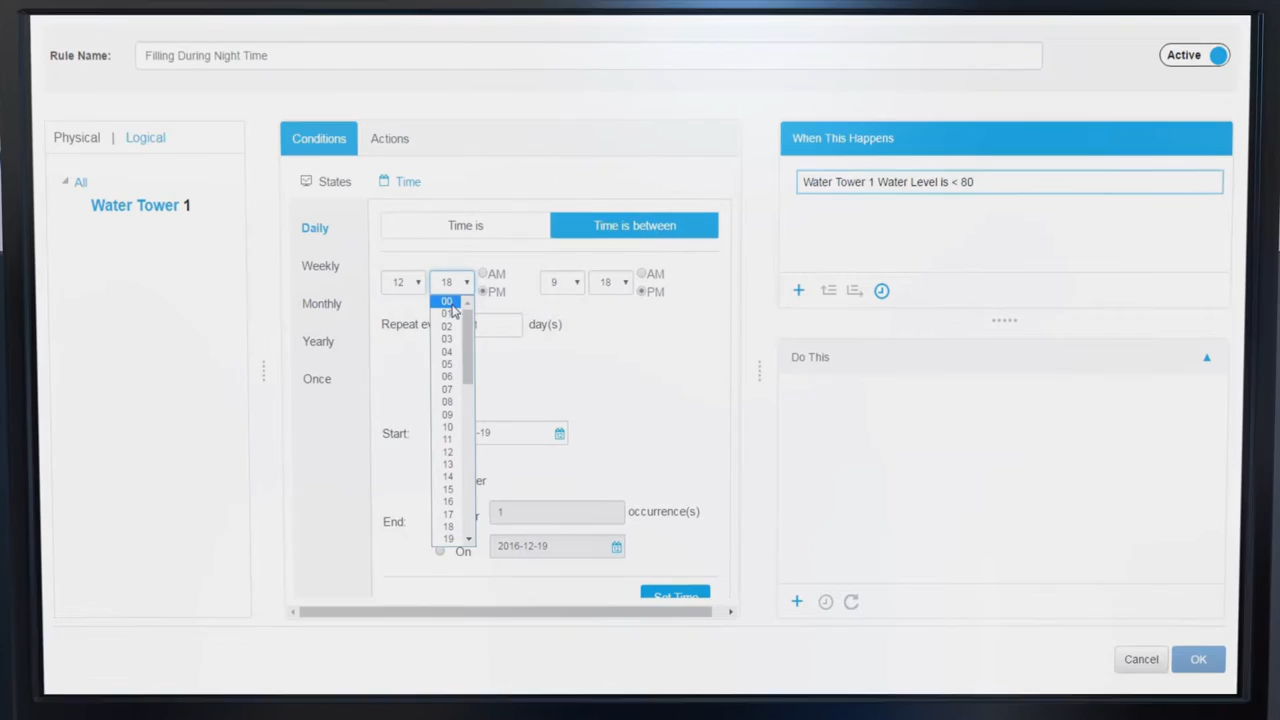 Rule Name: Filling During Night Time Active
Physical | Logical
All
Water Tower 1
Conditions Actions
States Time
Daily
Weekly
Monthly
Yearly
Once
Time is Time is between
12 18 AM PM 9 18 AM PM
Repeat ev day(s)
00
01
02
03
04
05
06
07
08
09
10
11
12
13
14
15
16
17
18
19
Start: -19
End:
1 occurrence(s)
On 2016-12-19
Set Time
When This Happens
Water Tower 1 Water Level is < 80
Do This
Cancel OK